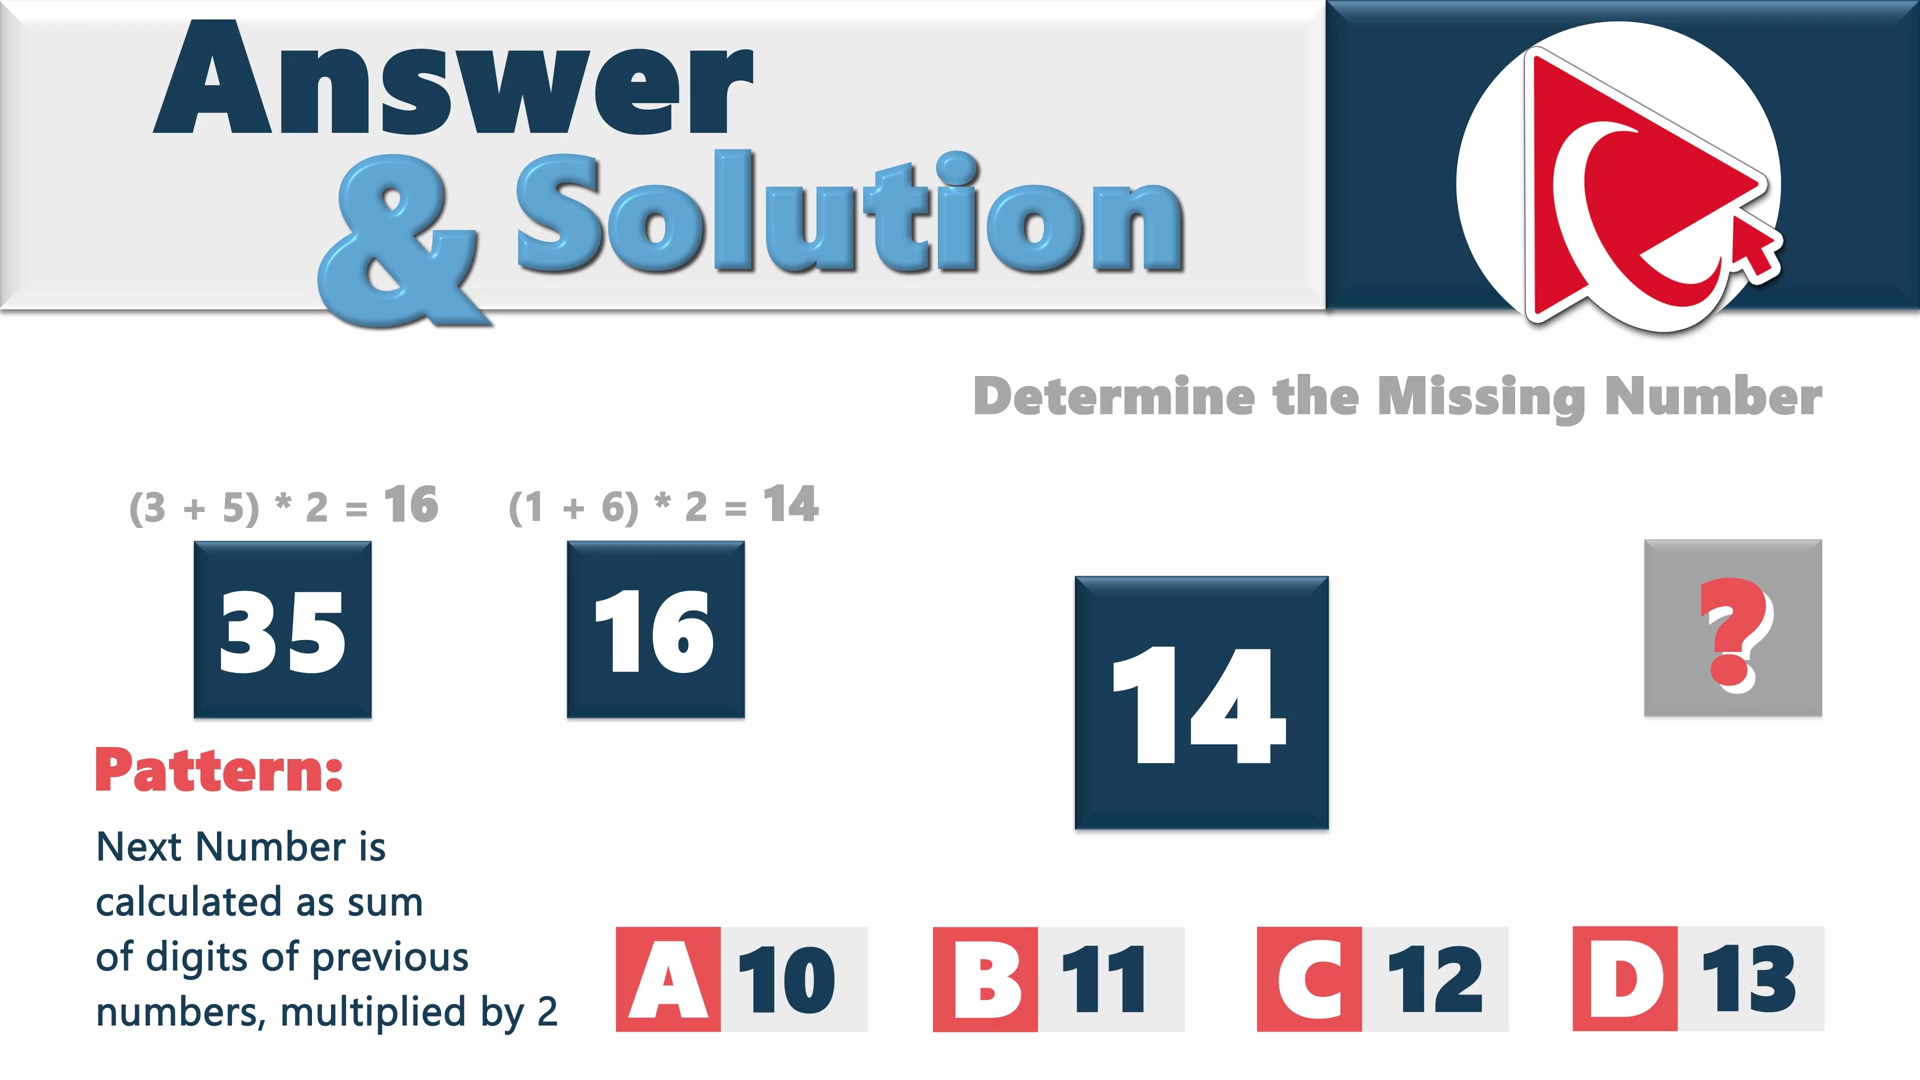 Answer
& Solution
Determine the Missing Number
(3 + 5) * 2 = 16
(1 + 6) * 2 = 14
35
16
14
?
Pattern:
Next Number is
calculated as sum
of digits of previous
numbers, multiplied by 2
A 10
B 11
C 12
D 13